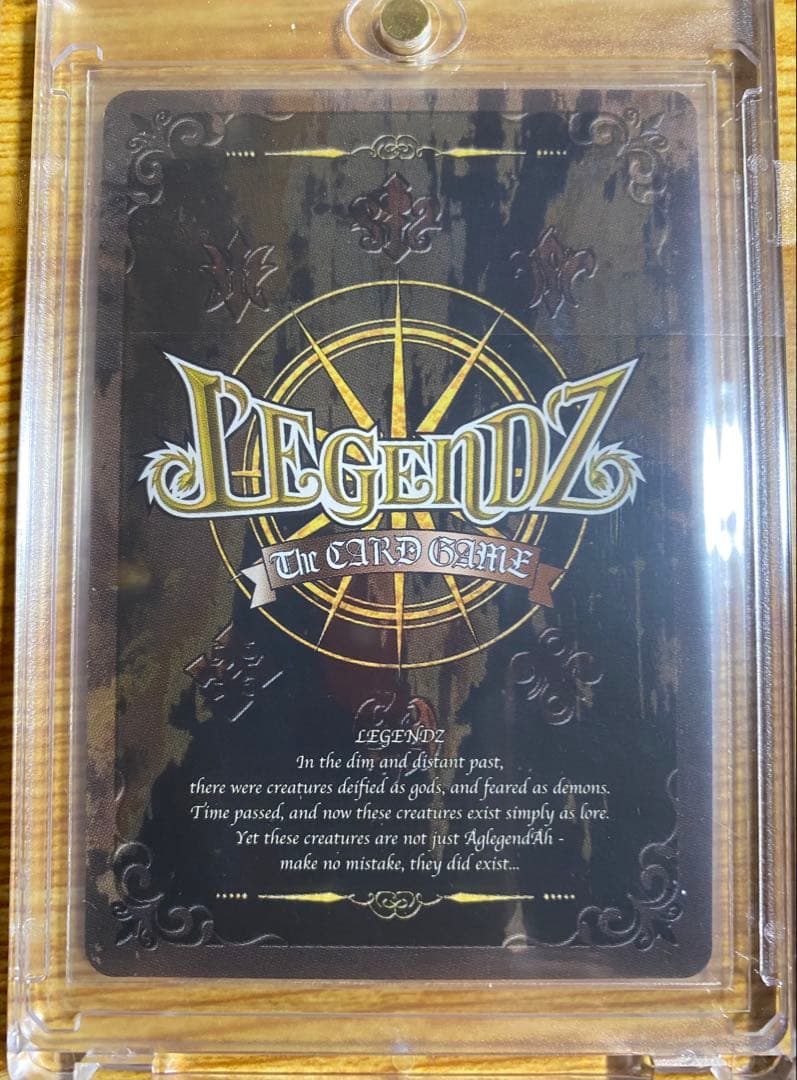 LEGENDZ
The CARD GAME
LEGENDZ
In the dim and distant past,
there were creatures deified as gods, and feared as demons.
Time passed, and now these creatures exist simply as lore.
Yet these creatures are not just AglegendAh -
make no mistake, they did exist...